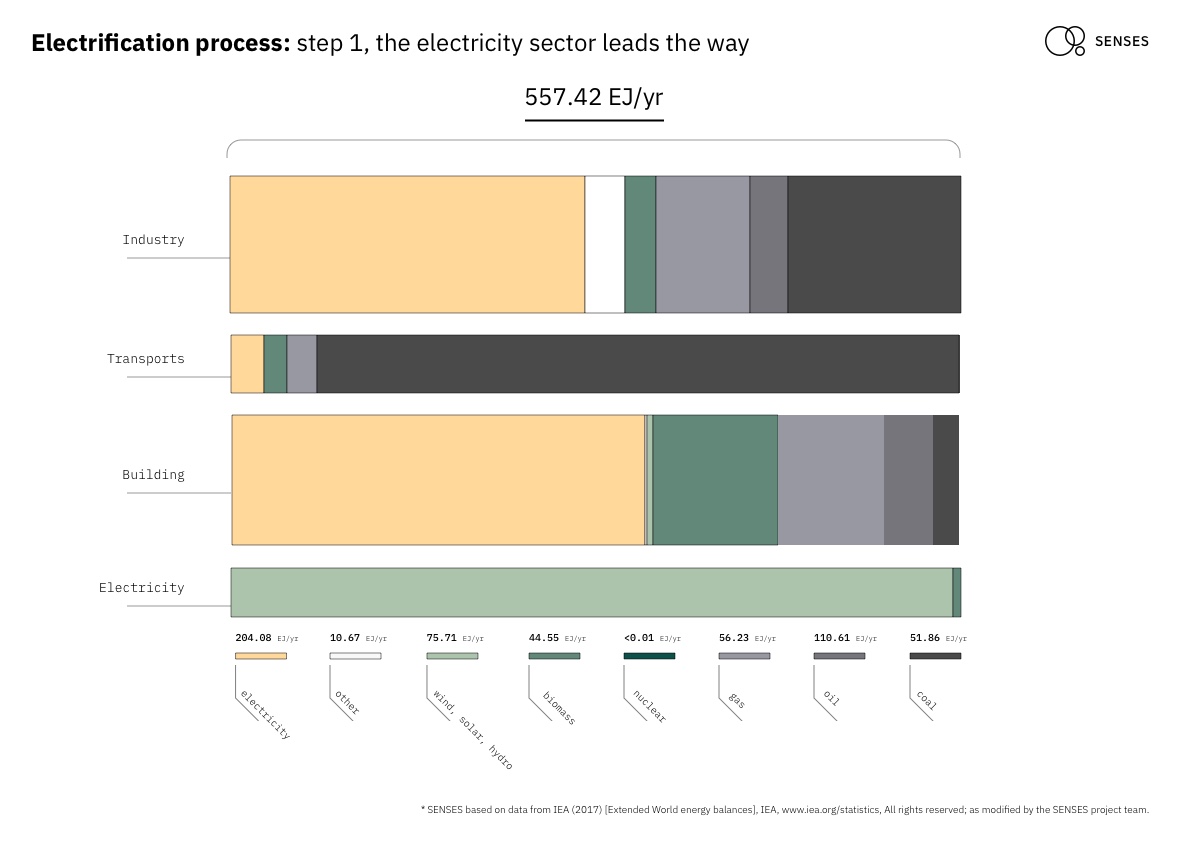 Electrification process: step 1, the electricity sector leads the way
SENSES
557.42 EJ/yr
Industry
Transports
Building
Electricity
204.08 EJ/yr
10.67 EJ/yr
75.71 EJ/yr
44.55 EJ/yr
<0.01 EJ/yr
56.23 EJ/yr
110.61 EJ/yr
51.86 EJ/yr
electricity
other
wind, solar, hydro
biomass
nuclear
gas
oil
coal
* SENSES based on data from IEA (2017) [Extended World energy balances], IEA, www.iea.org/statistics, All rights reserved; as modified by the SENSES project team.